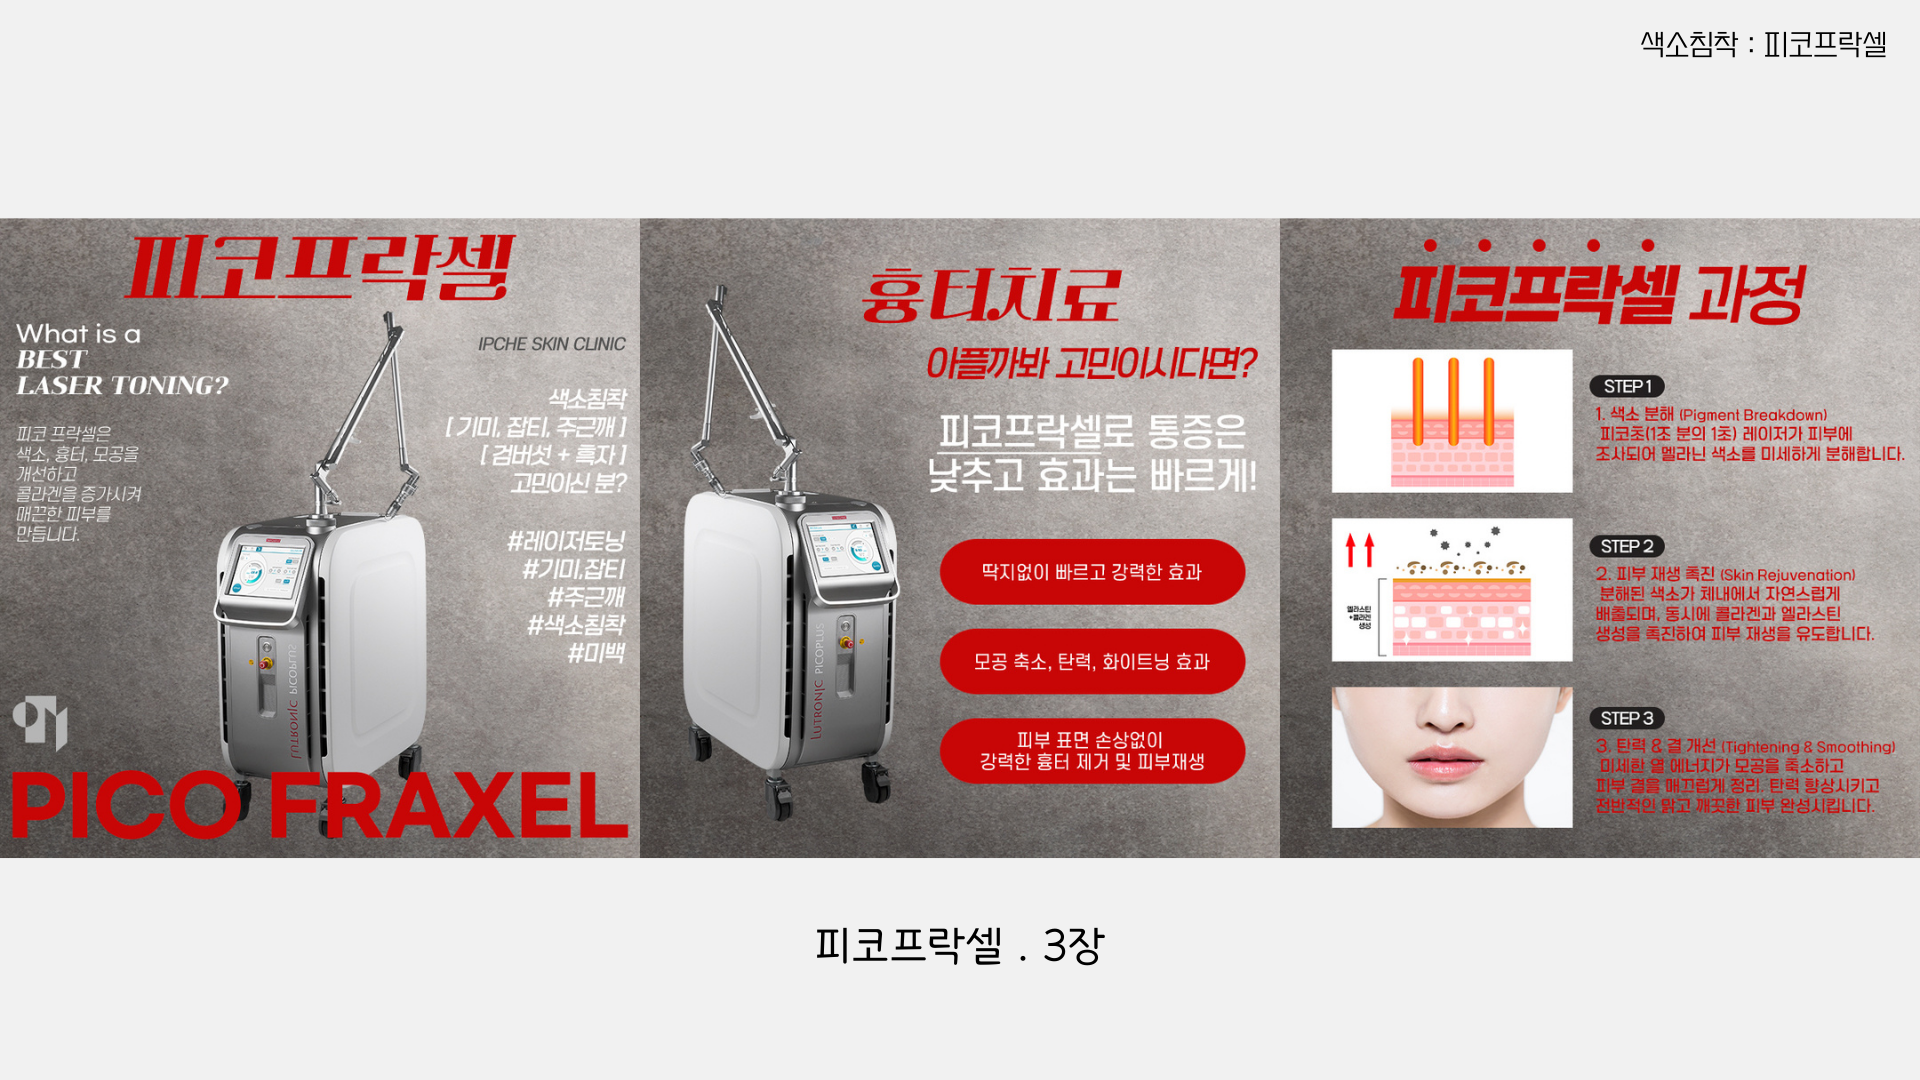 색소침착 : 피코프락셀
피코프락셀
What is a
BEST
LASER TONING?
피코 프락셀은
색소, 흉터, 모공을
개선하고
콜라겐을 증가시켜
매끈한 피부를
만듭니다.
IPCHE SKIN CLINIC
색소침착
[ 기미, 잡티, 주근깨 ]
[ 검버섯 + 흑자 ]
고민이신 분?
#레이저토닝
#기미,잡티
#주근깨
#색소침착
#미백
LUTRONIC PICOPLUS
PICO FRAXEL
흉터치료
아플까봐 고민이시다면?
피코프락셀로 통증은
낮추고 효과는 빠르게!
딱지없이 빠르고 강력한 효과
모공 축소, 탄력, 화이트닝 효과
피부 표면 손상없이
강력한 흉터 제거 및 피부재생
LUTRONIC PICOPLUS
피코프락셀 과정
STEP 1
1. 색소 분해 (Pigment Breakdown)
피코초(1조 분의 1초) 레이저가 피부에
조사되어 멜라닌 색소를 미세하게 분해합니다.
엘라스틴
+콜라겐
생성
STEP 2
2. 피부 재생 촉진 (Skin Rejuvenation)
분해된 색소가 체내에서 자연스럽게
배출되며, 동시에 콜라겐과 엘라스틴
생성을 촉진하여 피부 재생을 유도합니다.
STEP 3
3. 탄력 & 결 개선 (Tightening & Smoothing)
미세한 열 에너지가 모공을 축소하고
피부 결을 매끄럽게 정리, 탄력 향상시키고
전반적인 맑고 깨끗한 피부 완성시킵니다.
피코프락셀 . 3장